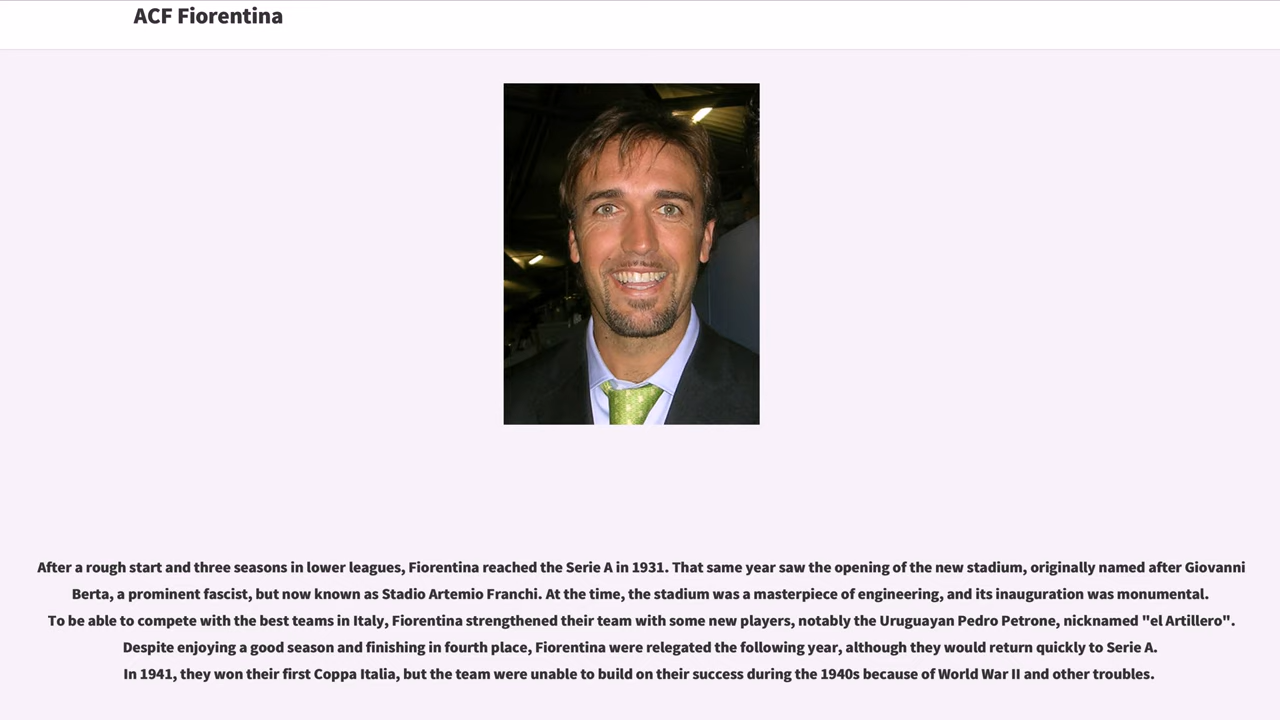 ACF Fiorentina
After a rough start and three seasons in lower leagues, Fiorentina reached the Serie A in 1931. That same year saw the opening of the new stadium, originally named after Giovanni
Berta, a prominent fascist, but now known as Stadio Artemio Franchi. At the time, the stadium was a masterpiece of engineering, and its inauguration was monumental.
To be able to compete with the best teams in Italy, Fiorentina strengthened their team with some new players, notably the Uruguayan Pedro Petrone, nicknamed "el Artillero".
Despite enjoying a good season and finishing in fourth place, Fiorentina were relegated the following year, although they would return quickly to Serie A.
In 1941, they won their first Coppa Italia, but the team were unable to build on their success during the 1940s because of World War II and other troubles.